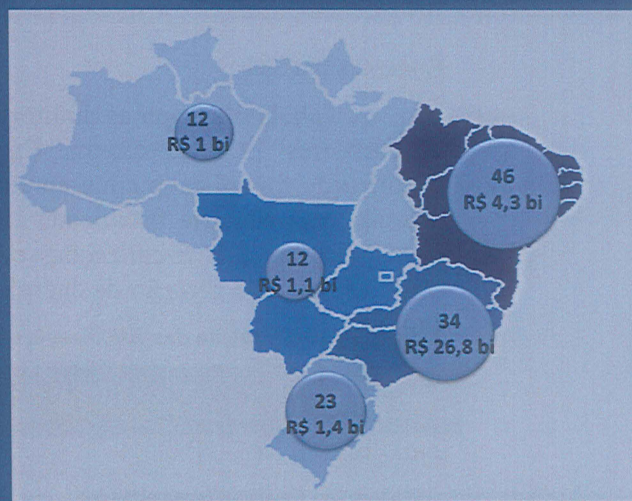 12
R$ 1 bi
46
R$ 4,3 bi
12
R$ 1,1 bi
34
R$ 26,8 bi
23
R$ 1,4 bi